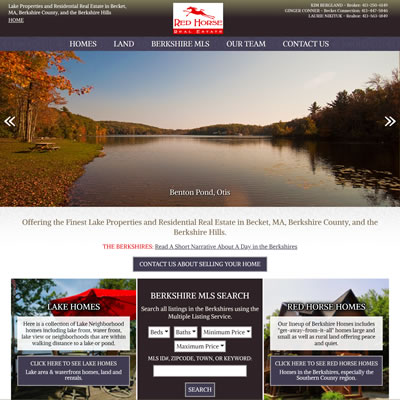 Lake Properties and Residential Real Estate in Becket,
MA, Berkshire County, and the Berkshire Hills
HOME
RED HORSE
REAL ESTATE
KIM BERGLAND - Broker: 413-250-1049
GINGER CONNER - Becket Connection: 413-447-5046
LAURIE NIKITUK - Realtor: 413-563-1649
HOMES
LAND
BERKSHIRE MLS
OUR TEAM
CONTACT US
«
»
Benton Pond, Otis
Offering the Finest Lake Properties and Residential Real Estate in Becket, MA, Berkshire County, and the
Berkshire Hills.
THE BERKSHIRES: Read A Short Narrative About A Day in the Berkshires
CONTACT US ABOUT SELLING YOUR HOME
LAKE HOMES
Here is a collection of Lake Neighborhood
homes including lake front, water front,
lake view or neighborhoods that are within
walking distance to a lake or pond.
CLICK HERE TO SEE LAKE HOMES
Lake area & waterfront homes, land and
rentals.
BERKSHIRE MLS SEARCH
Search all listings in the Berkshires using the
Multiple Listing Service.
Beds
Baths
Minimum Price
Maximum Price
MLS ID#, ZIPCODE, TOWN, OR KEYWORD:
SEARCH
RED HORSE HOMES
Our lineup of Berkshire Homes includes
"get-away-from-it-all" homes large and
small as well as rural land offering peace
and quiet.
CLICK HERE TO SEE RED HORSE HOMES
Homes in the Berkshires, especially the
Southern County region.